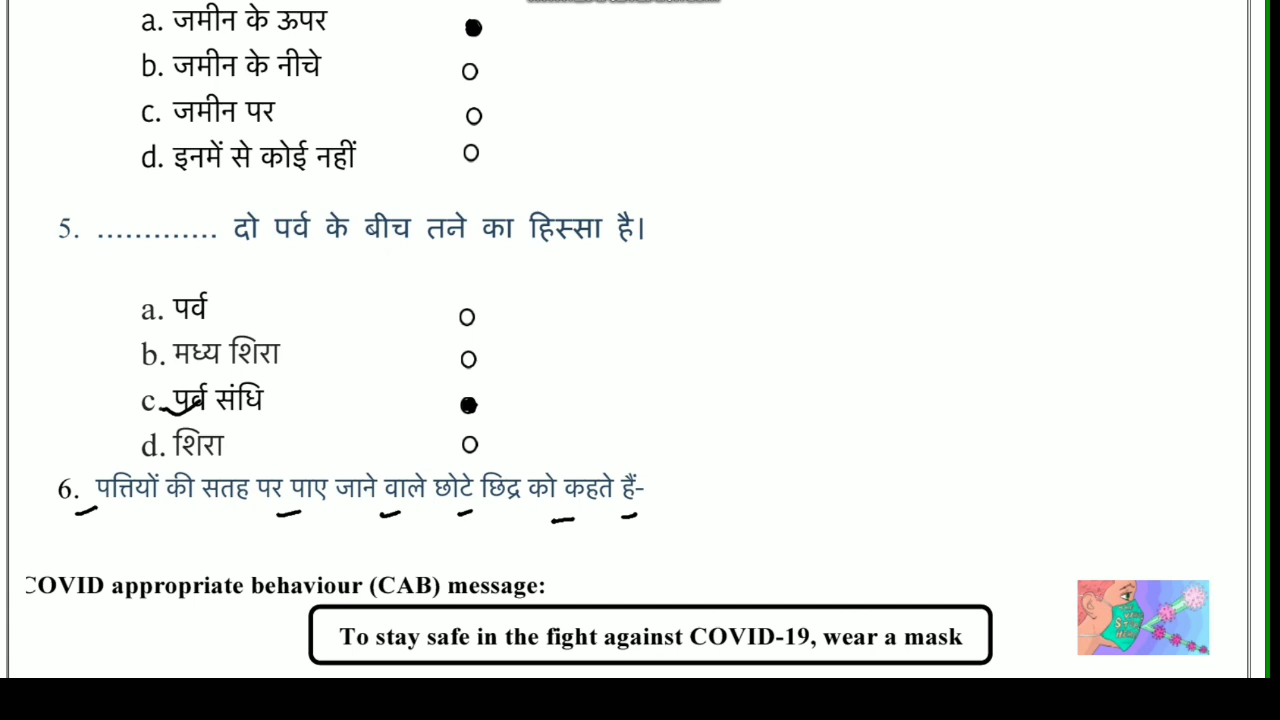 a. जमीन के ऊपर
b. जमीन के नीचे
c. जमीन पर
d. इनमें से कोई नहीं
5. ............. दो पर्व के बीच तने का हिस्सा है।
a. पर्व
b. मध्य शिरा
c. पर्व संधि
d. शिरा
6. पत्तियों की सतह पर पाए जाने वाले छोटे छिद्र को कहते हैं-
COVID appropriate behaviour (CAB) message:
To stay safe in the fight against COVID-19, wear a mask